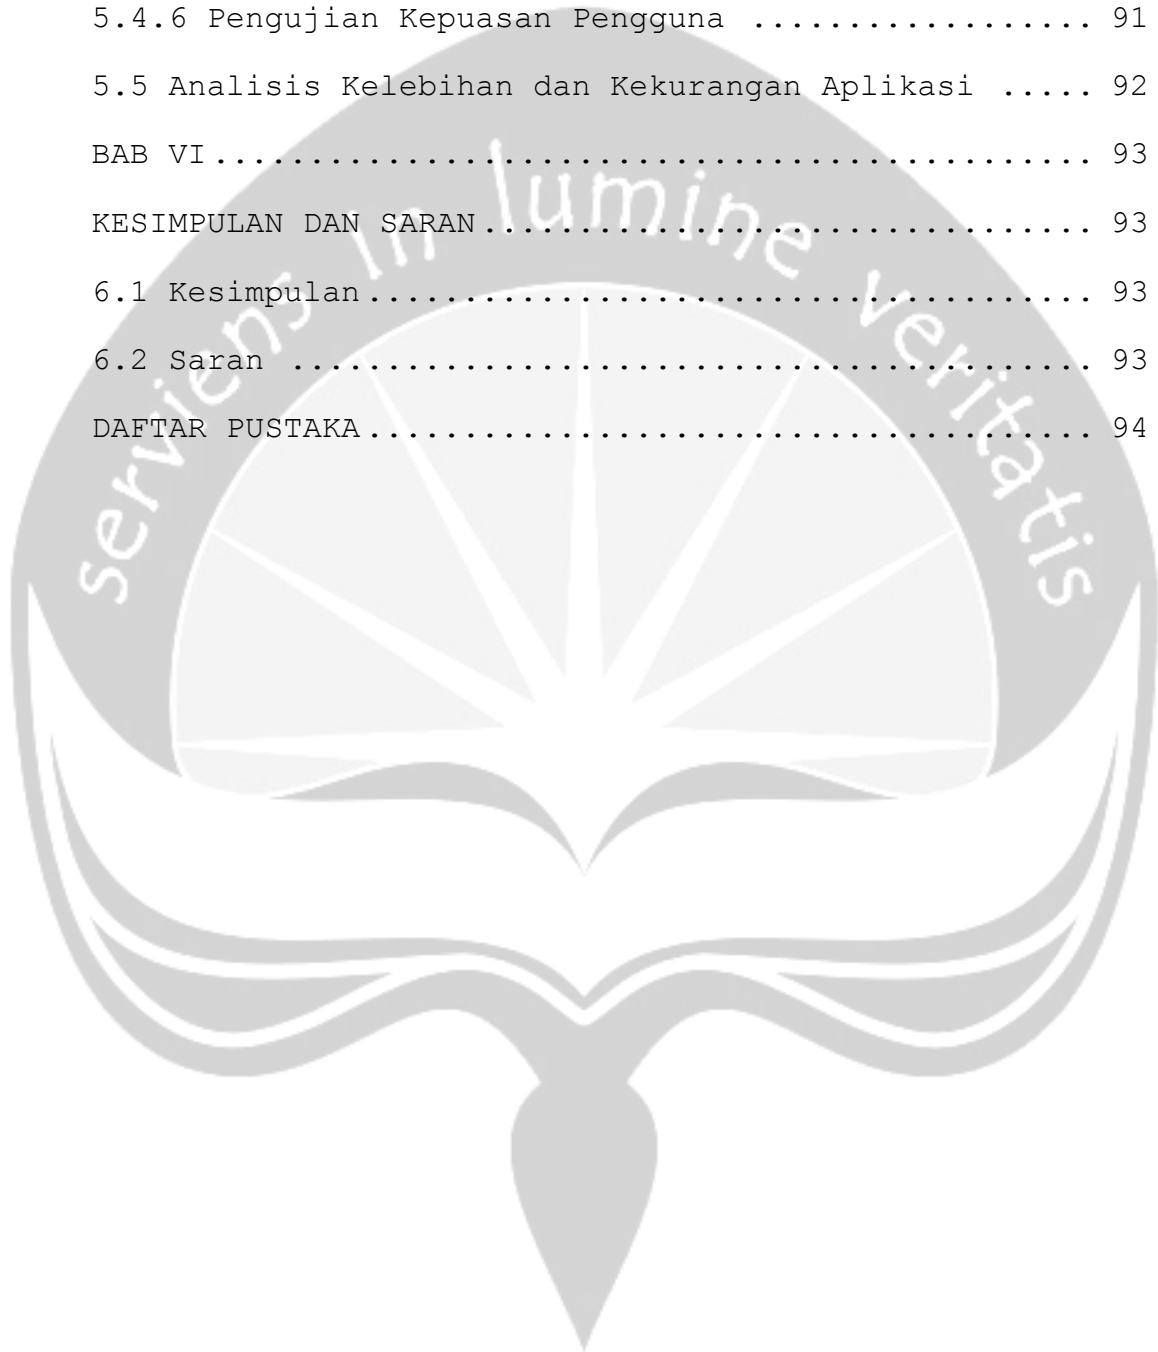 5.4.6 Pengujian Kepuasan Pengguna .................. 91
5.5 Analisis Kelebihan dan Kekurangan Aplikasi ..... 92
BAB VI .............................................. 93
KESIMPULAN DAN SARAN ................................ 93
6.1 Kesimpulan ...................................... 93
6.2 Saran .......................................... 93
DAFTAR PUSTAKA ...................................... 94
serviens in lumine veritatis